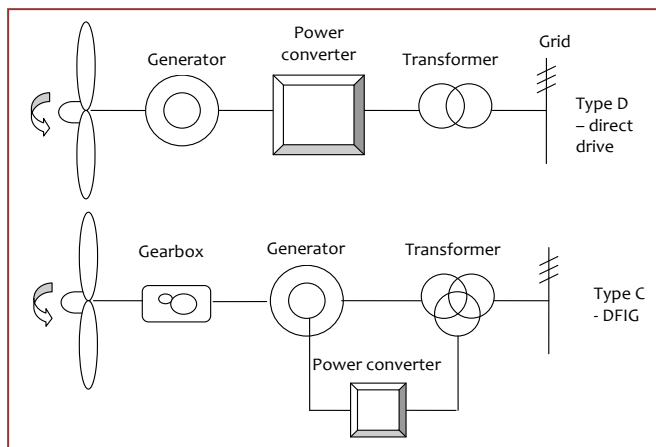 Power
converter
Generator
Transformer
Grid
Type D
– direct
drive
Gearbox
Generator
Transformer
Type C
- DFIG
Power converter